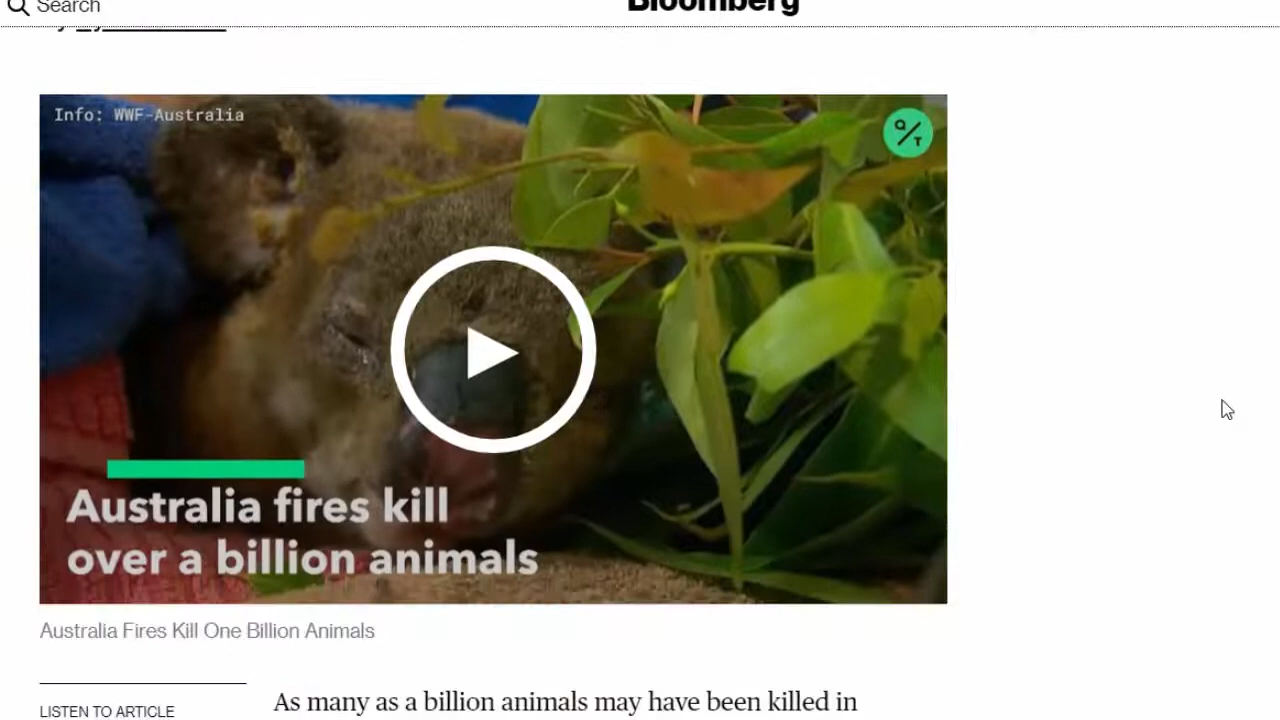 Search
Bloomberg
Info: WWF-Australia
Australia fires kill
over a billion animals
Australia Fires Kill One Billion Animals
LISTEN TO ARTICLE
As many as a billion animals may have been killed in